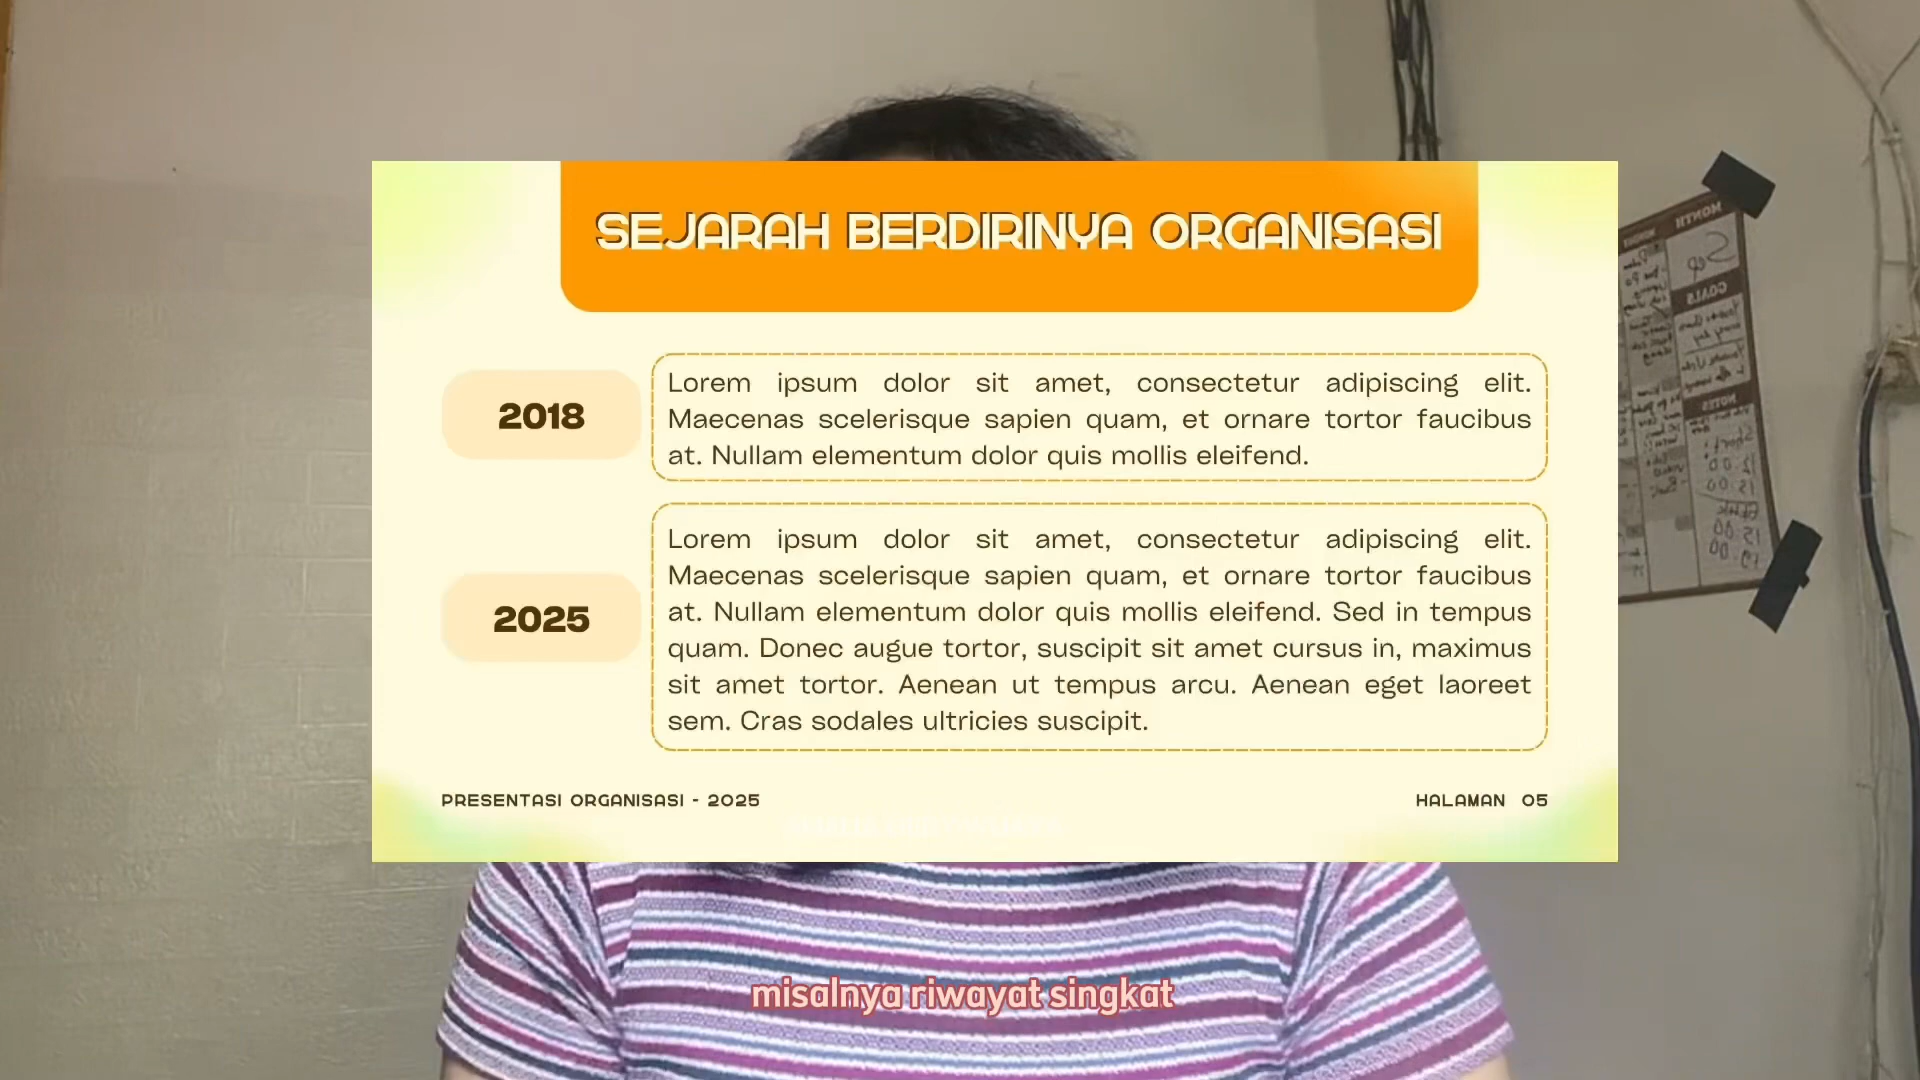 SEJARAH BERDIRINYA ORGANISASI
2018
Lorem ipsum dolor sit amet, consectetur adipiscing elit.
Maecenas scelerisque sapien quam, et ornare tortor faucibus
at. Nullam elementum dolor quis mollis eleifend.
2025
Lorem ipsum dolor sit amet, consectetur adipiscing elit.
Maecenas scelerisque sapien quam, et ornare tortor faucibus
at. Nullam elementum dolor quis mollis eleifend. Sed in tempus
quam. Donec augue tortor, suscipit sit amet cursus in, maximus
sit amet tortor. Aenean ut tempus arcu. Aenean eget laoreet
sem. Cras sodales ultricies suscipit.
PRESENTASI ORGANISASI - 2025
HALAMAN 05
misalnya riwayat singkat
MONTH
Sep
GOALS
NOTES